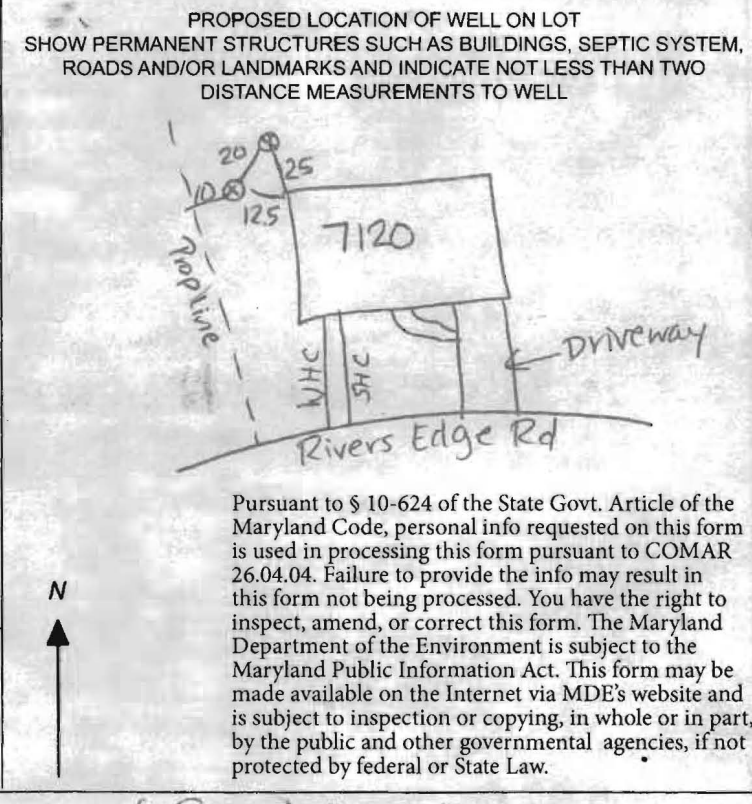 PROPOSED LOCATION OF WELL ON LOT
SHOW PERMANENT STRUCTURES SUCH AS BUILDINGS, SEPTIC SYSTEM,
ROADS AND/OR LANDMARKS AND INDICATE NOT LESS THAN TWO
DISTANCE MEASUREMENTS TO WELL
20
25
10
125
7120
Prop line
WHC
SHC
Driveway
Rivers Edge Rd
N
Pursuant to § 10-624 of the State Govt. Article of the
Maryland Code, personal info requested on this form
is used in processing this form pursuant to COMAR
26.04.04. Failure to provide the info may result in
this form not being processed. You have the right to
inspect, amend, or correct this form. The Maryland
Department of the Environment is subject to the
Maryland Public Information Act. This form may be
made available on the Internet via MDE's website and
is subject to inspection or copying, in whole or in part,
by the public and other governmental agencies, if not
protected by federal or State Law.